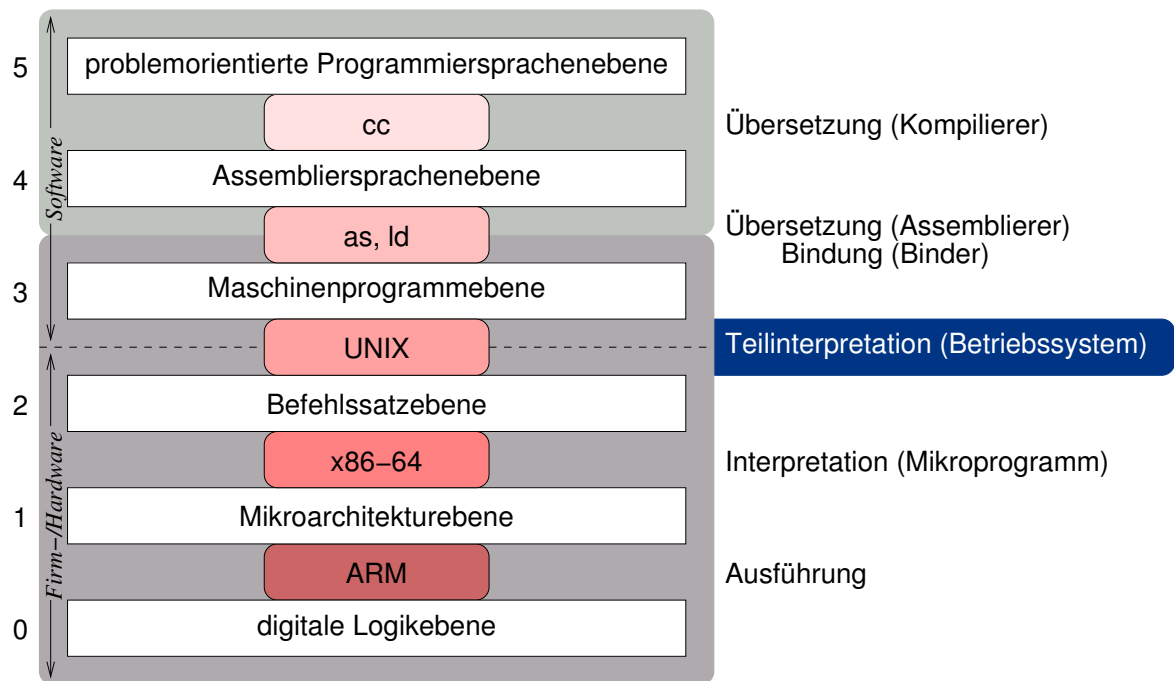 5
problemorientierte Programmiersprachenebene
cc
Übersetzung (Kompilierer)
Software
4
Assembliersprachenebene
as, ld
Übersetzung (Assemblierer)
Bindung (Binder)
3
Maschinenprogrammebene
UNIX
Teilinterpretation (Betriebssystem)
2
Befehlssatzebene
x86−64
Interpretation (Mikroprogramm)
Firm−/Hardware
1
Mikroarchitekturebene
ARM
Ausführung
0
digitale Logikebene